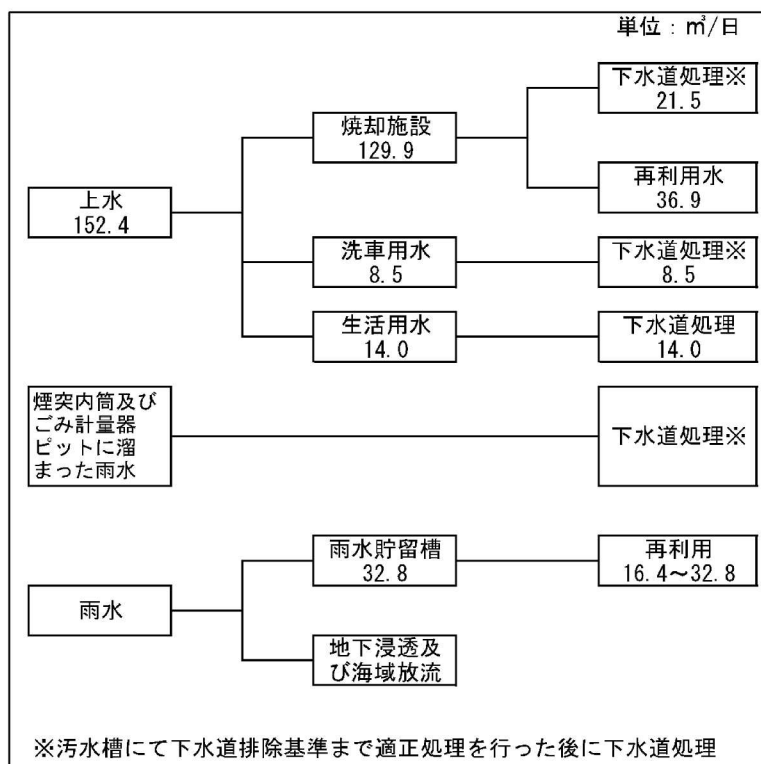 単位：㎥/日
下水道処理※
21.5
焼却施設
129.9
再利用水
36.9
上水
152.4
洗車用水
8.5
下水道処理※
8.5
生活用水
14.0
下水道処理
14.0
煙突内筒及び
ごみ計量器
ピットに溜
まった雨水
下水道処理※
雨水貯留槽
32.8
再利用
16.4～32.8
雨水
地下浸透及
び海域放流
※汚水槽にて下水道排除基準まで適正処理を行った後に下水道処理